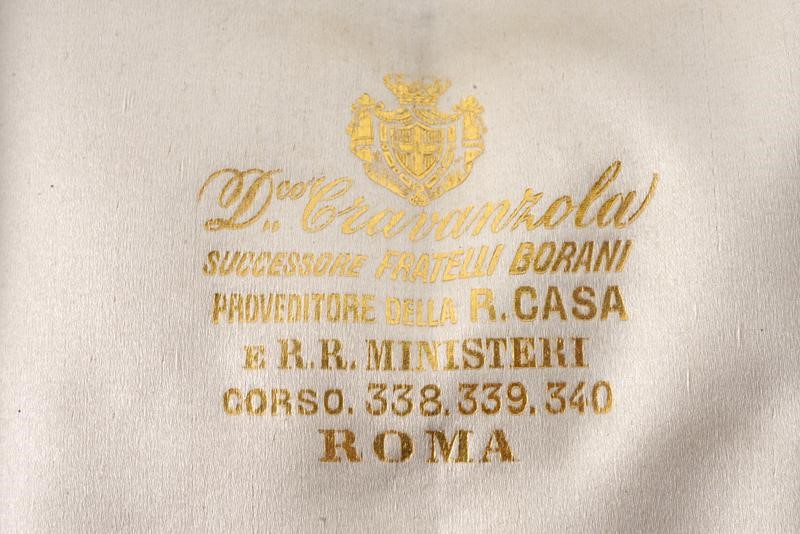 D.co Cravanzola
SUCCESSORE FRATELLI BORANI
PROVEDITORE DELLA R. CASA
E R.R. MINISTERI
CORSO. 338.339.340
ROMA